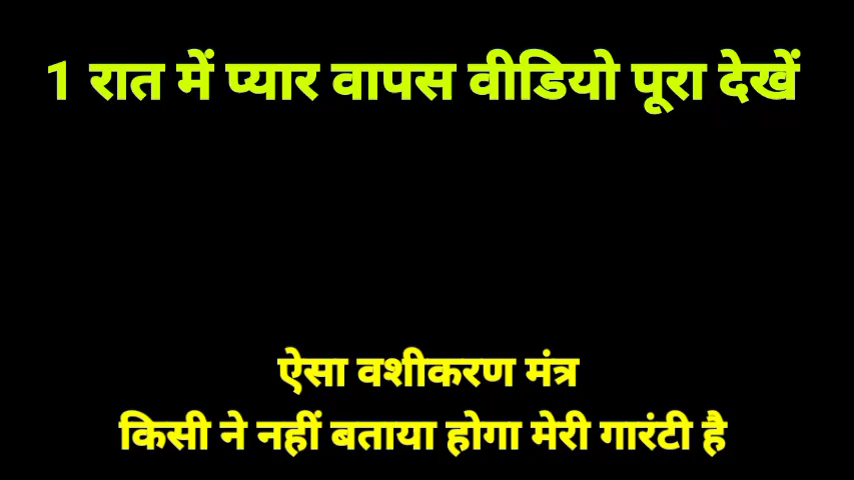 1 रात में प्यार वापस वीडियो पूरा देखें
ऐसा वशीकरण मंत्र
किसी ने नहीं बताया होगा मेरी गारंटी है